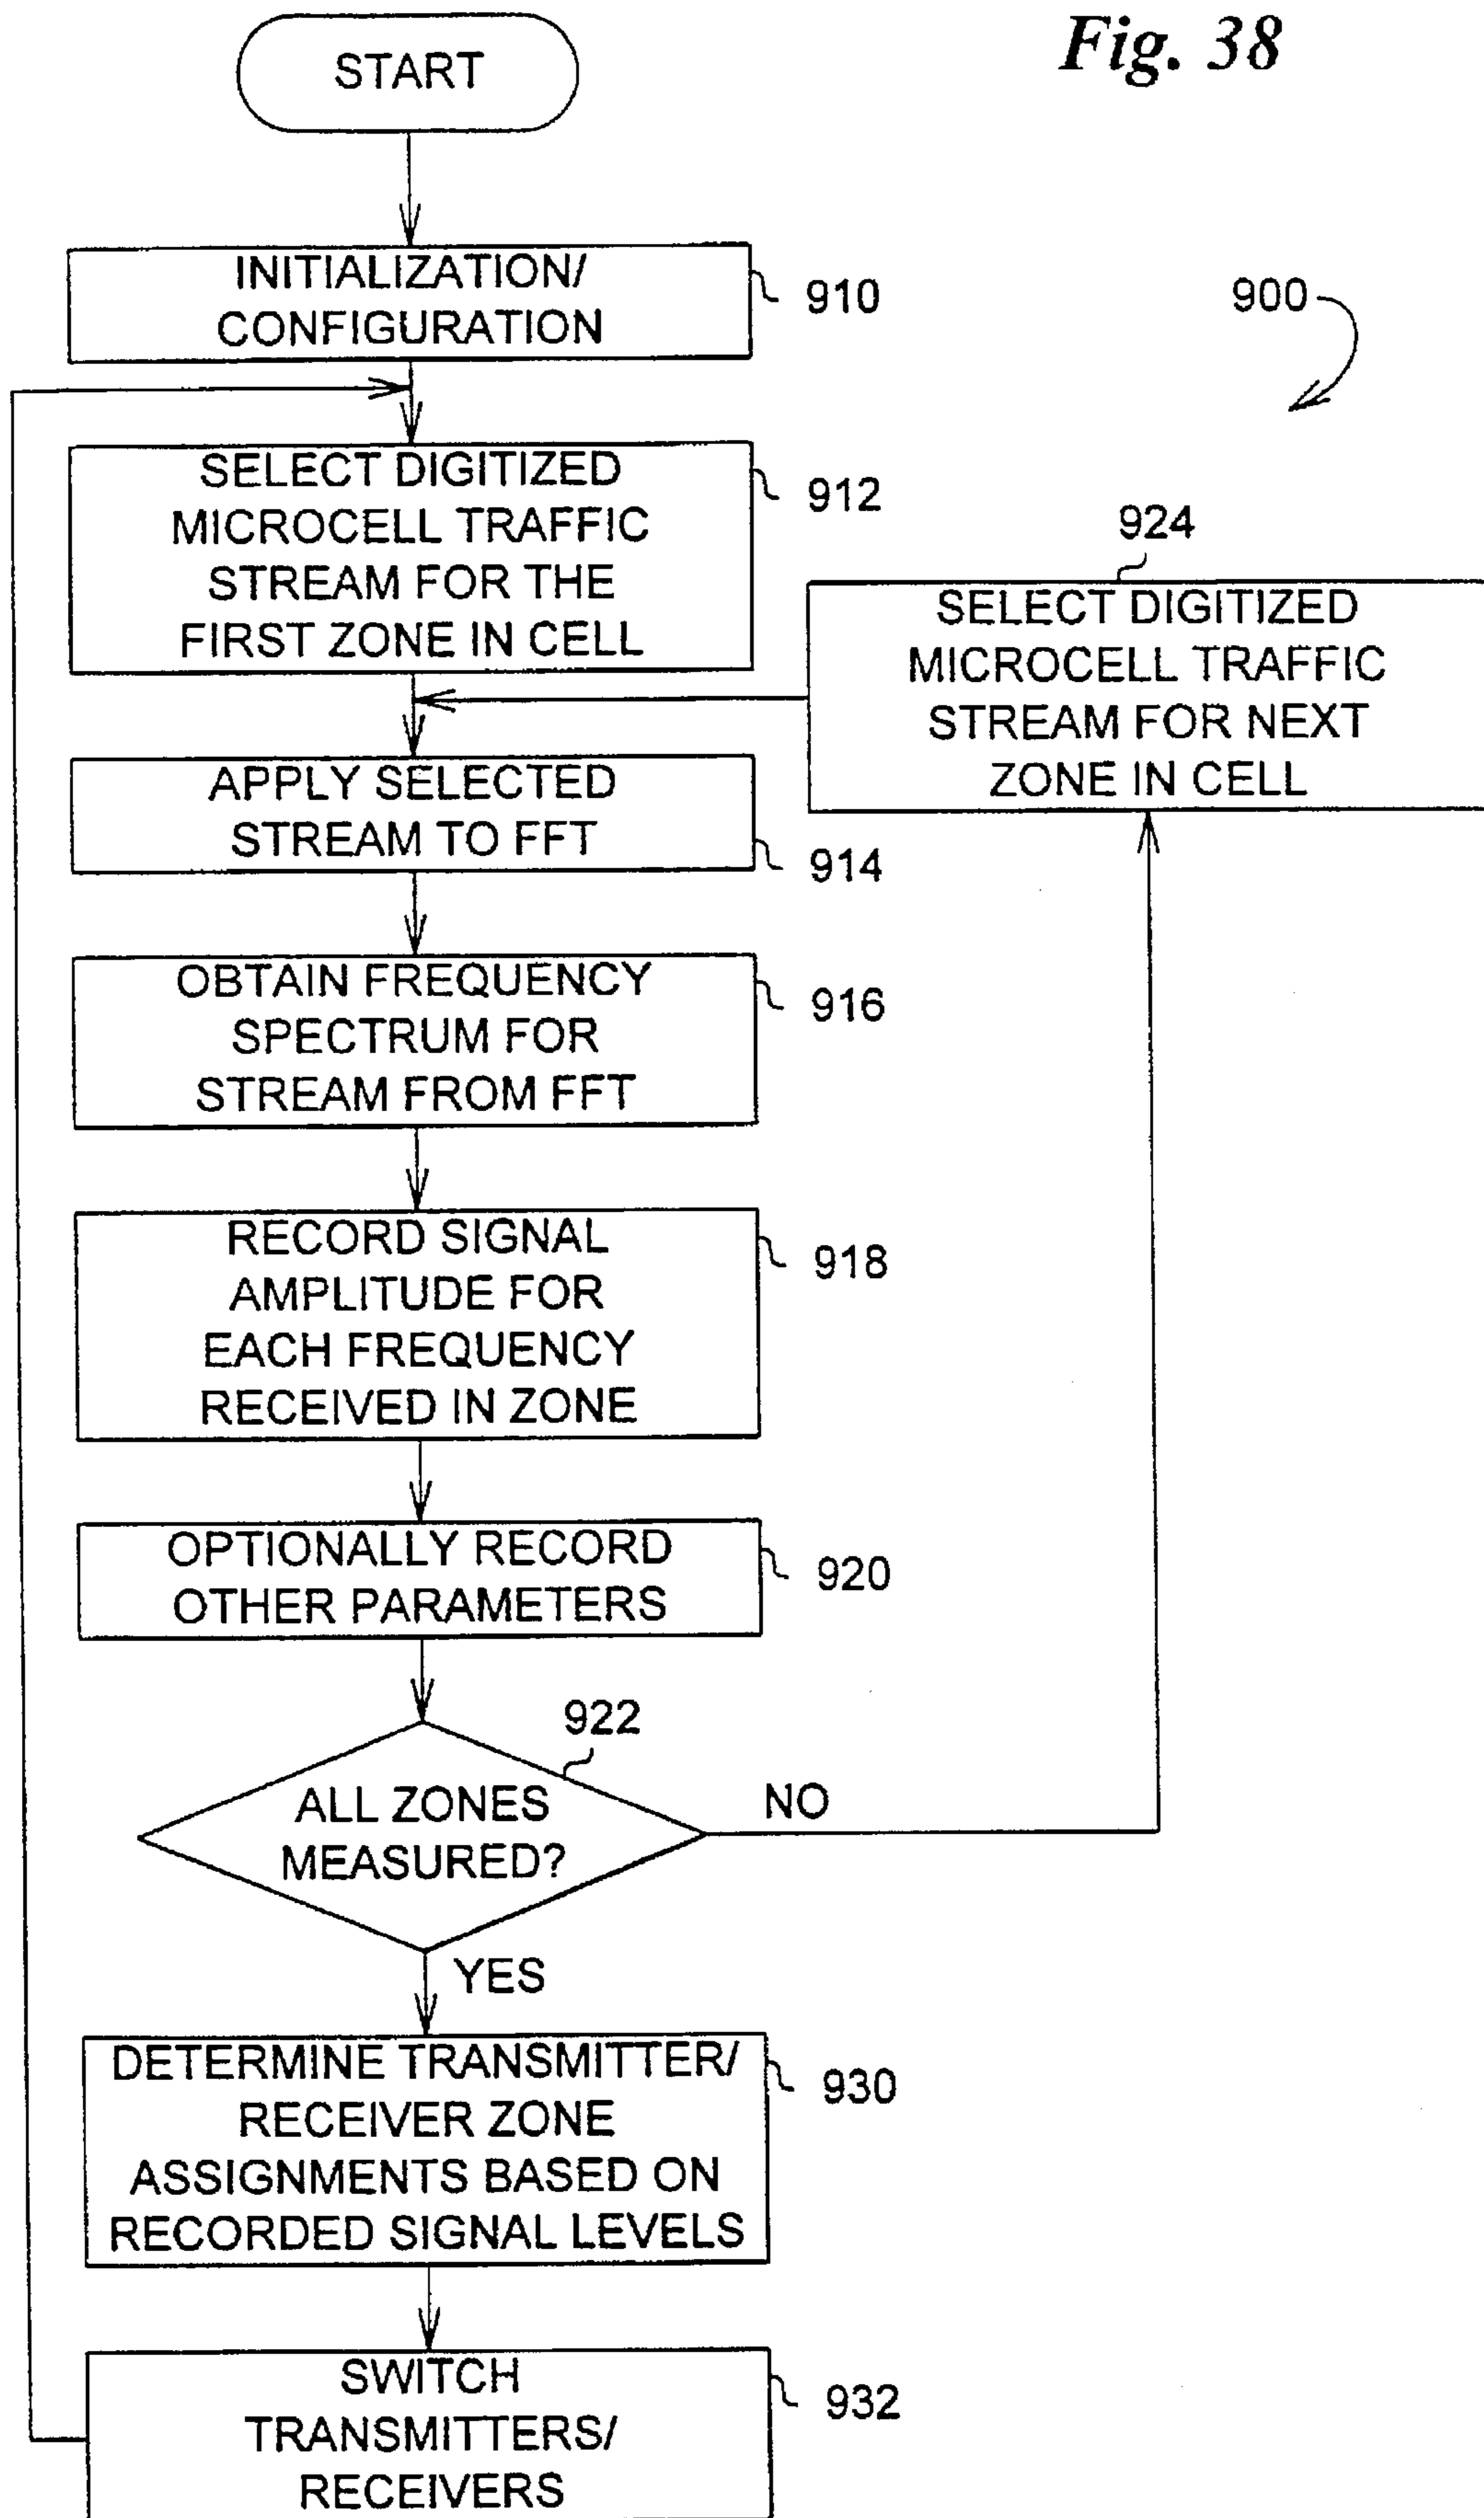 Fig. 38
START
INITIALIZATION/
CONFIGURATION
910
900
SELECT DIGITIZED
MICROCELL TRAFFIC
STREAM FOR THE
FIRST ZONE IN CELL
912
924
SELECT DIGITIZED
MICROCELL TRAFFIC
STREAM FOR NEXT
ZONE IN CELL
APPLY SELECTED
STREAM TO FFT
914
OBTAIN FREQUENCY
SPECTRUM FOR
STREAM FROM FFT
916
RECORD SIGNAL
AMPLITUDE FOR
EACH FREQUENCY
RECEIVED IN ZONE
918
OPTIONALLY RECORD
OTHER PARAMETERS
920
922
ALL ZONES
MEASURED?
NO
YES
DETERMINE TRANSMITTER/
RECEIVER ZONE
ASSIGNMENTS BASED ON
RECORDED SIGNAL LEVELS
930
SWITCH
TRANSMITTERS/
RECEIVERS
932